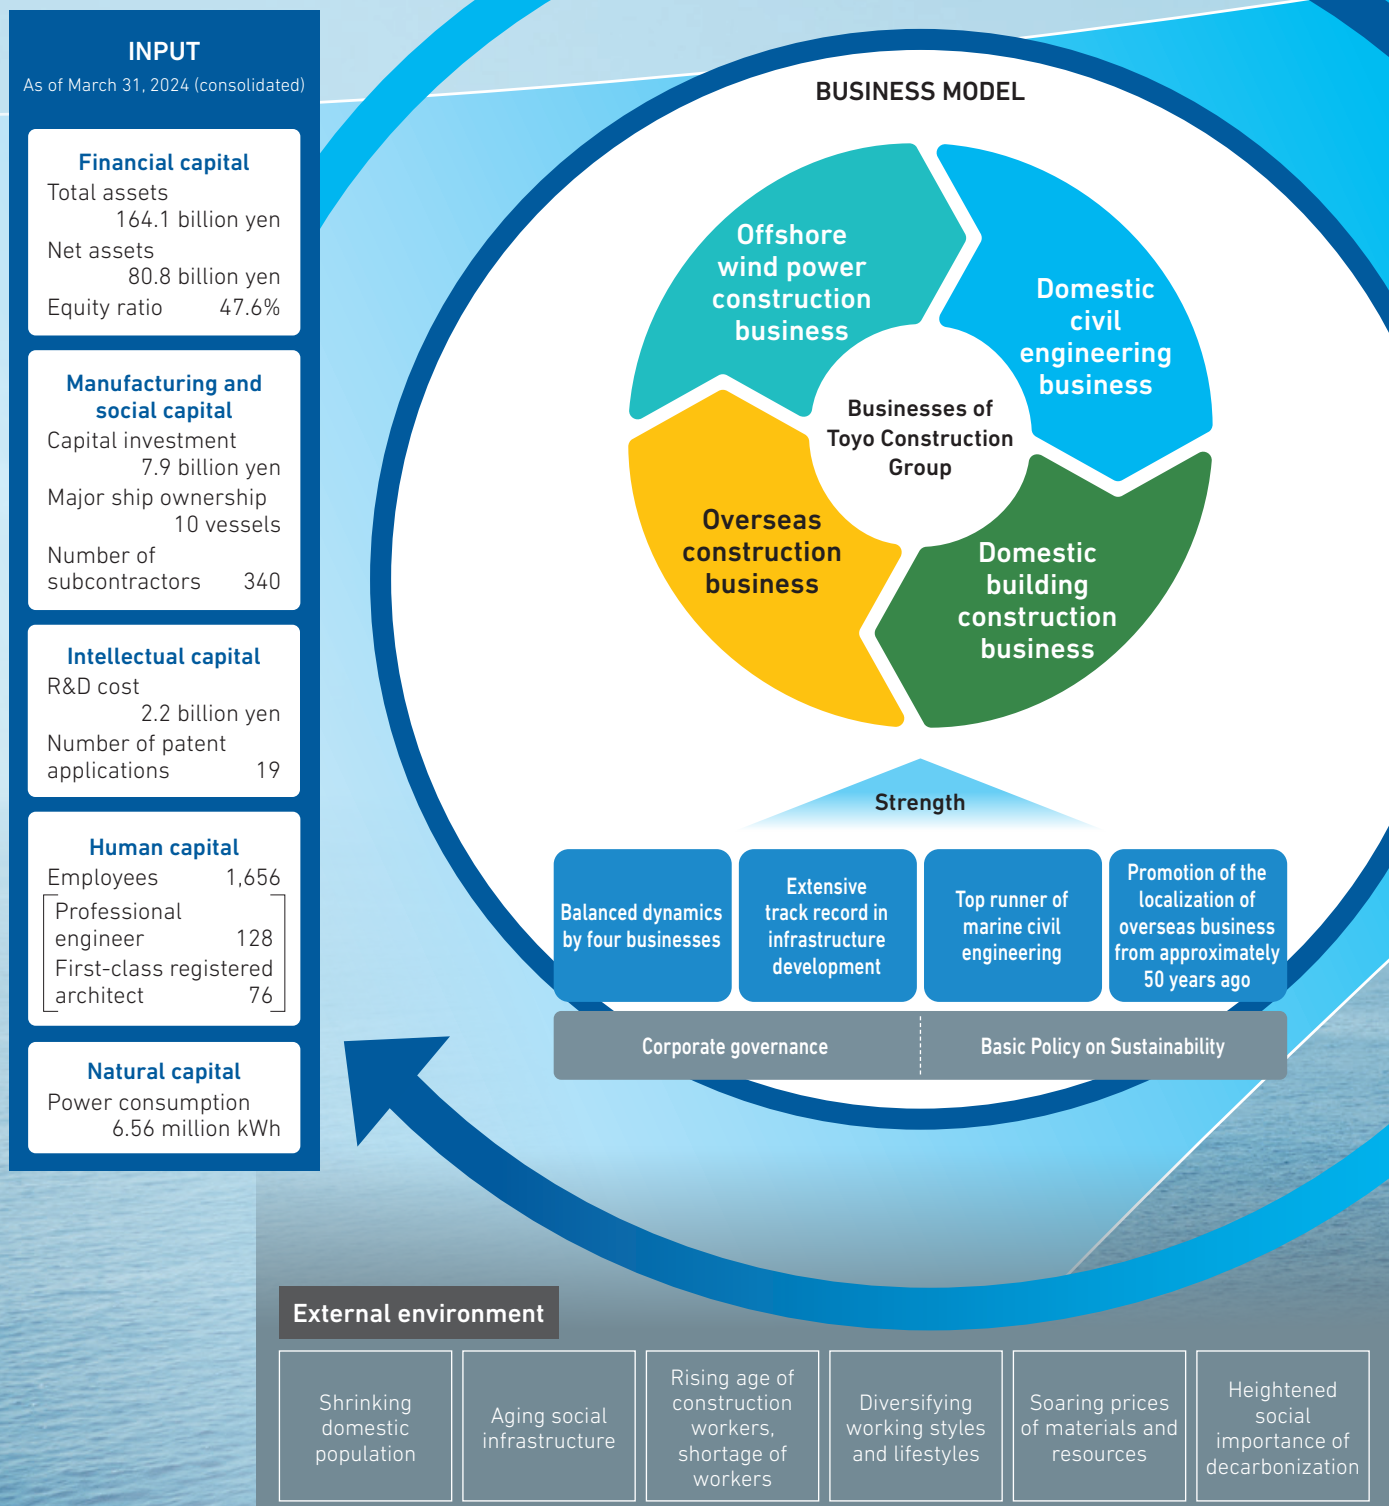 INPUT
As of March 31, 2024 (consolidated)
Financial capital
Total assets
164.1 billion yen
Net assets
80.8 billion yen
Equity ratio 47.6%
Manufacturing and
social capital
Capital investment
7.9 billion yen
Major ship ownership
10 vessels
Number of
subcontractors 340
Intellectual capital
R&D cost
2.2 billion yen
Number of patent
applications 19
Human capital
Employees 1,656
Professional
engineer 128
First-class registered
architect 76
Natural capital
Power consumption
6.56 million kWh
BUSINESS MODEL
Offshore
wind power
construction
business
Domestic
civil
engineering
business
Businesses of
Toyo Construction
Group
Overseas
construction
business
Domestic
building
construction
business
Strength
Balanced dynamics
by four businesses
Extensive
track record in
infrastructure
development
Top runner of
marine civil
engineering
Promotion of the
localization of
overseas business
from approximately
50 years ago
Corporate governance
Basic Policy on Sustainability
External environment
Shrinking
domestic
population
Aging social
infrastructure
Rising age of
construction
workers,
shortage of
workers
Diversifying
working styles
and lifestyles
Soaring prices
of materials and
resources
Heightened
social
importance of
decarbonization